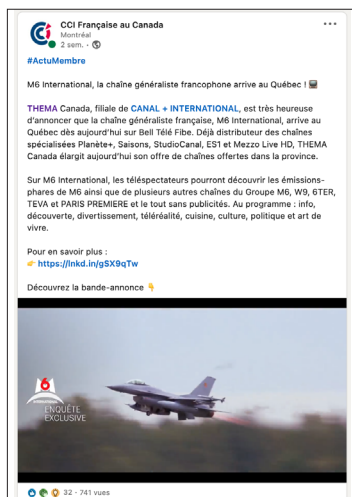 CCI Française au Canada
Montréal
2 sem. •
#ActuMembre
M6 International, la chaîne généraliste francophone arrive au Québec !
THEMA Canada, filiale de CANAL + INTERNATIONAL, est très heureuse
d'annoncer que la chaîne généraliste française, M6 International, arrive au
Québec dès aujourd'hui sur Bell Télé Fibe. Déjà distributeur des chaînes
spécialisées Planète+, Saisons, StudioCanal, ES1 et Mezzo Live HD, THEMA
Canada élargit aujourd'hui son offre de chaînes offertes dans la province.
Sur M6 International, les téléspectateurs pourront découvrir les émissions-
phares de M6 ainsi que de plusieurs autres chaînes du Groupe M6, W9, 6TER,
TEVA et PARIS PREMIERE et le tout sans publicités. Au programme : info,
découverte, divertissement, téléréalité, cuisine, culture, politique et art de
vivre.
Pour en savoir plus :
👉 https://lnkd.in/gSX9qTw
Découvrez la bande-annonce 👇
6
INTERNATIONAL
ENQUÊTE
EXCLUSIVE
32 · 741 vues